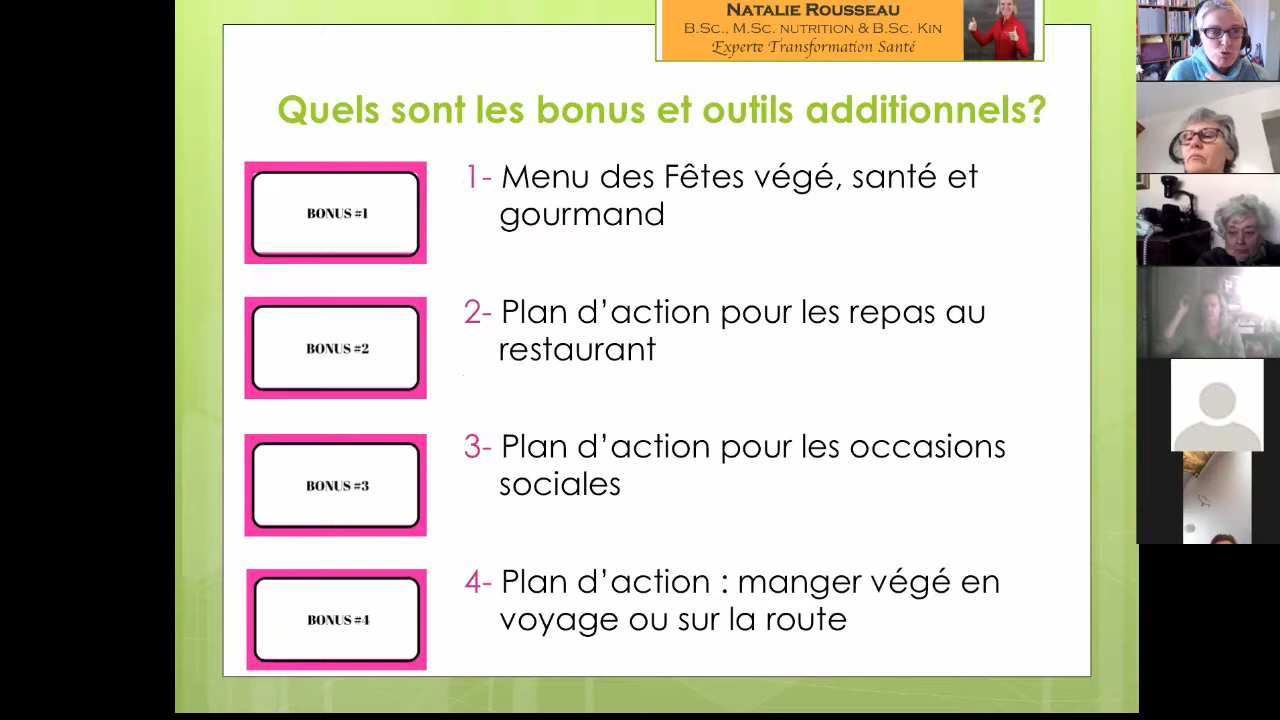 NATALIE ROUSSEAU
B.SC., M.SC. NUTRITION & B.SC. KIN
Experte Transformation Santé
Quels sont les bonus et outils additionnels?
BONUS #1
1- Menu des Fêtes végé, santé et
gourmand
BONUS #2
2- Plan d’action pour les repas au
restaurant
BONUS #3
3- Plan d’action pour les occasions
sociales
BONUS #4
4- Plan d’action : manger végé en
voyage ou sur la route